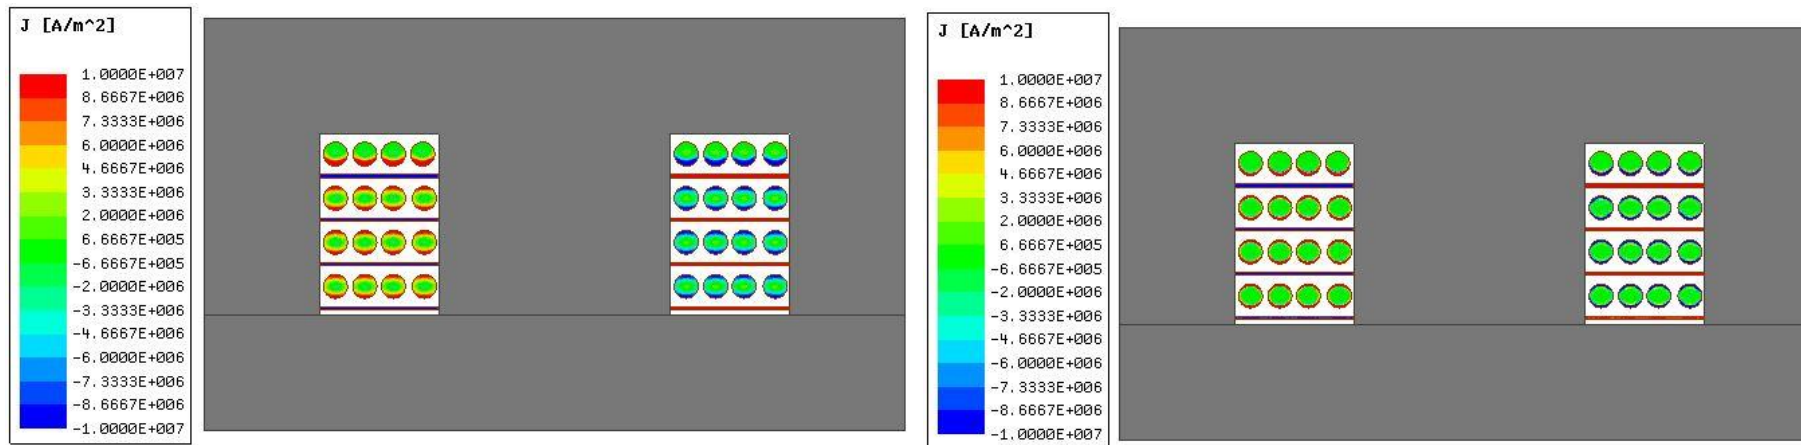 J [A/m^2]
1.0000E+007
8.6667E+006
7.3333E+006
6.0000E+006
4.6667E+006
3.3333E+006
2.0000E+006
6.6667E+005
-6.6667E+005
-2.0000E+006
-3.3333E+006
-4.6667E+006
-6.0000E+006
-7.3333E+006
-8.6667E+006
-1.0000E+007
J [A/m^2]
1.0000E+007
8.6667E+006
7.3333E+006
6.0000E+006
4.6667E+006
3.3333E+006
2.0000E+006
6.6667E+005
-6.6667E+005
-2.0000E+006
-3.3333E+006
-4.6667E+006
-6.0000E+006
-7.3333E+006
-8.6667E+006
-1.0000E+007